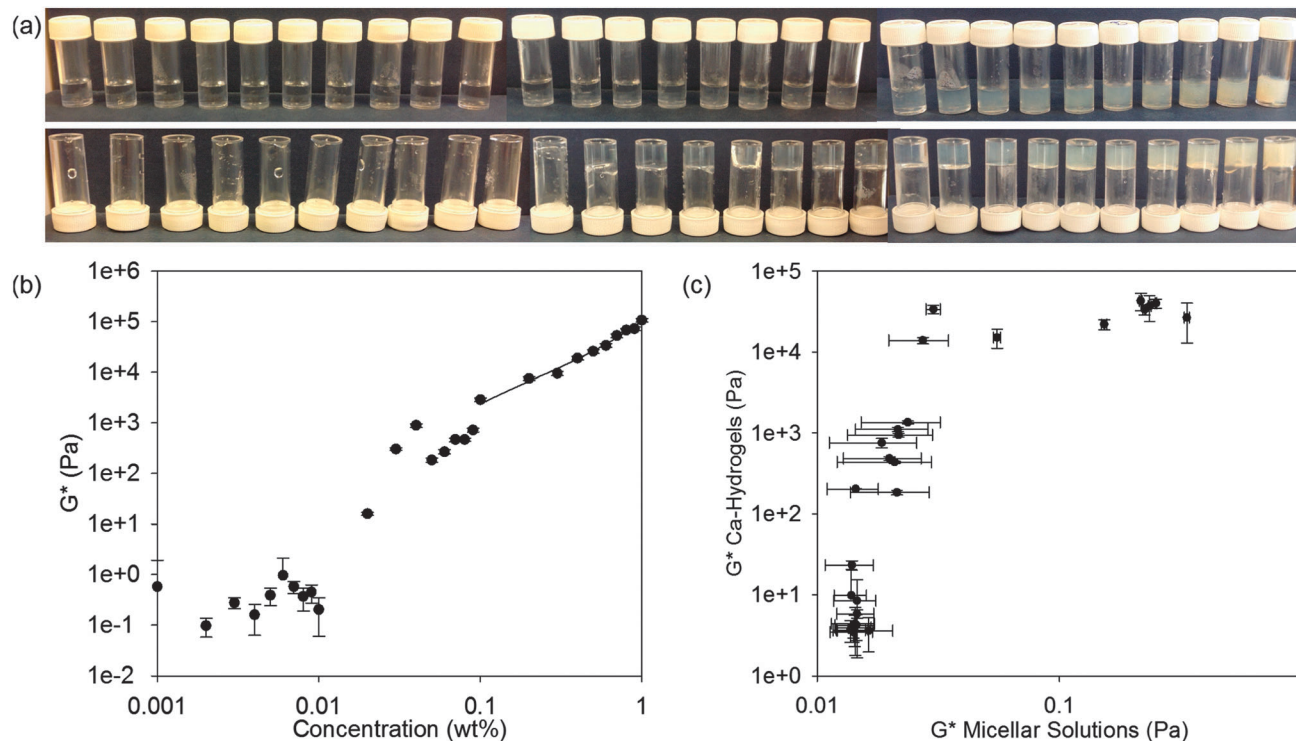 (a)
(b)
1e+6
1e+5
1e+4
1e+3
1e+2
1e+1
1e+0
1e-1
1e-2
G* (Pa)
0.001
0.01
0.1
1
Concentration (wt%)
(c)
1e+5
1e+4
1e+3
1e+2
1e+1
1e+0
G* Ca-Hydrogels (Pa)
0.01
0.1
G* Micellar Solutions (Pa)